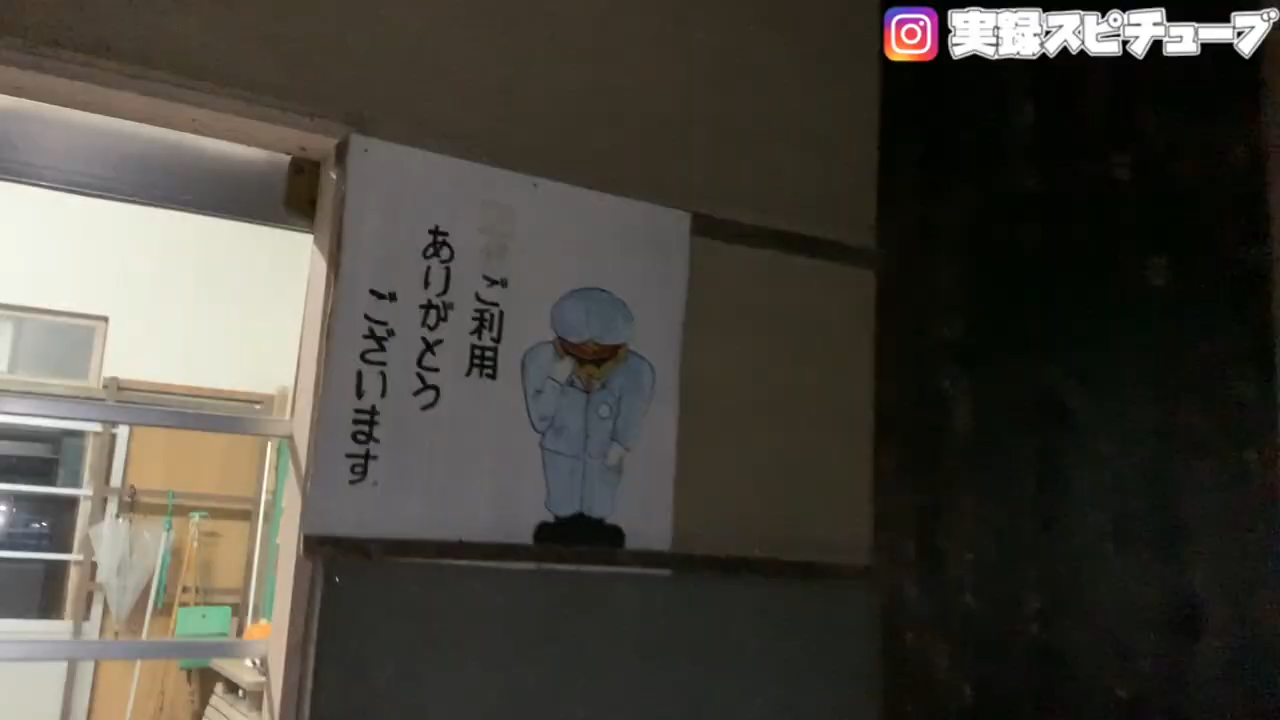 実録スピチューブ
ご利用
ありがとう
ございます